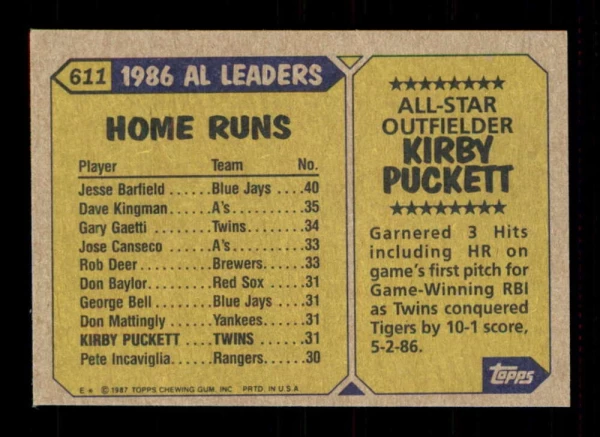 611 1986 AL LEADERS
HOME RUNS
Player Team No.
Jesse Barfield ...... Blue Jays ....40
Dave Kingman ..... A's ............35
Gary Gaetti ......... Twins ........34
Jose Canseco ...... A's ............33
Rob Deer ............ Brewers .....33
Don Baylor .......... Red Sox .....31
George Bell ......... Blue Jays ....31
Don Mattingly ...... Yankees .....31
KIRBY PUCKETT .... TWINS .......31
Pete Incaviglia ...... Rangers .....30
E★ © 1987 TOPPS CHEWING GUM, INC. PRTD. IN U.S.A.
★★★★★★★★★
ALL-STAR
OUTFIELDER
KIRBY
PUCKETT
★★★★★★★★★
Garnered 3 Hits
including HR on
game's first pitch for
Game-Winning RBI
as Twins conquered
Tigers by 10-1 score,
5-2-86.
topps